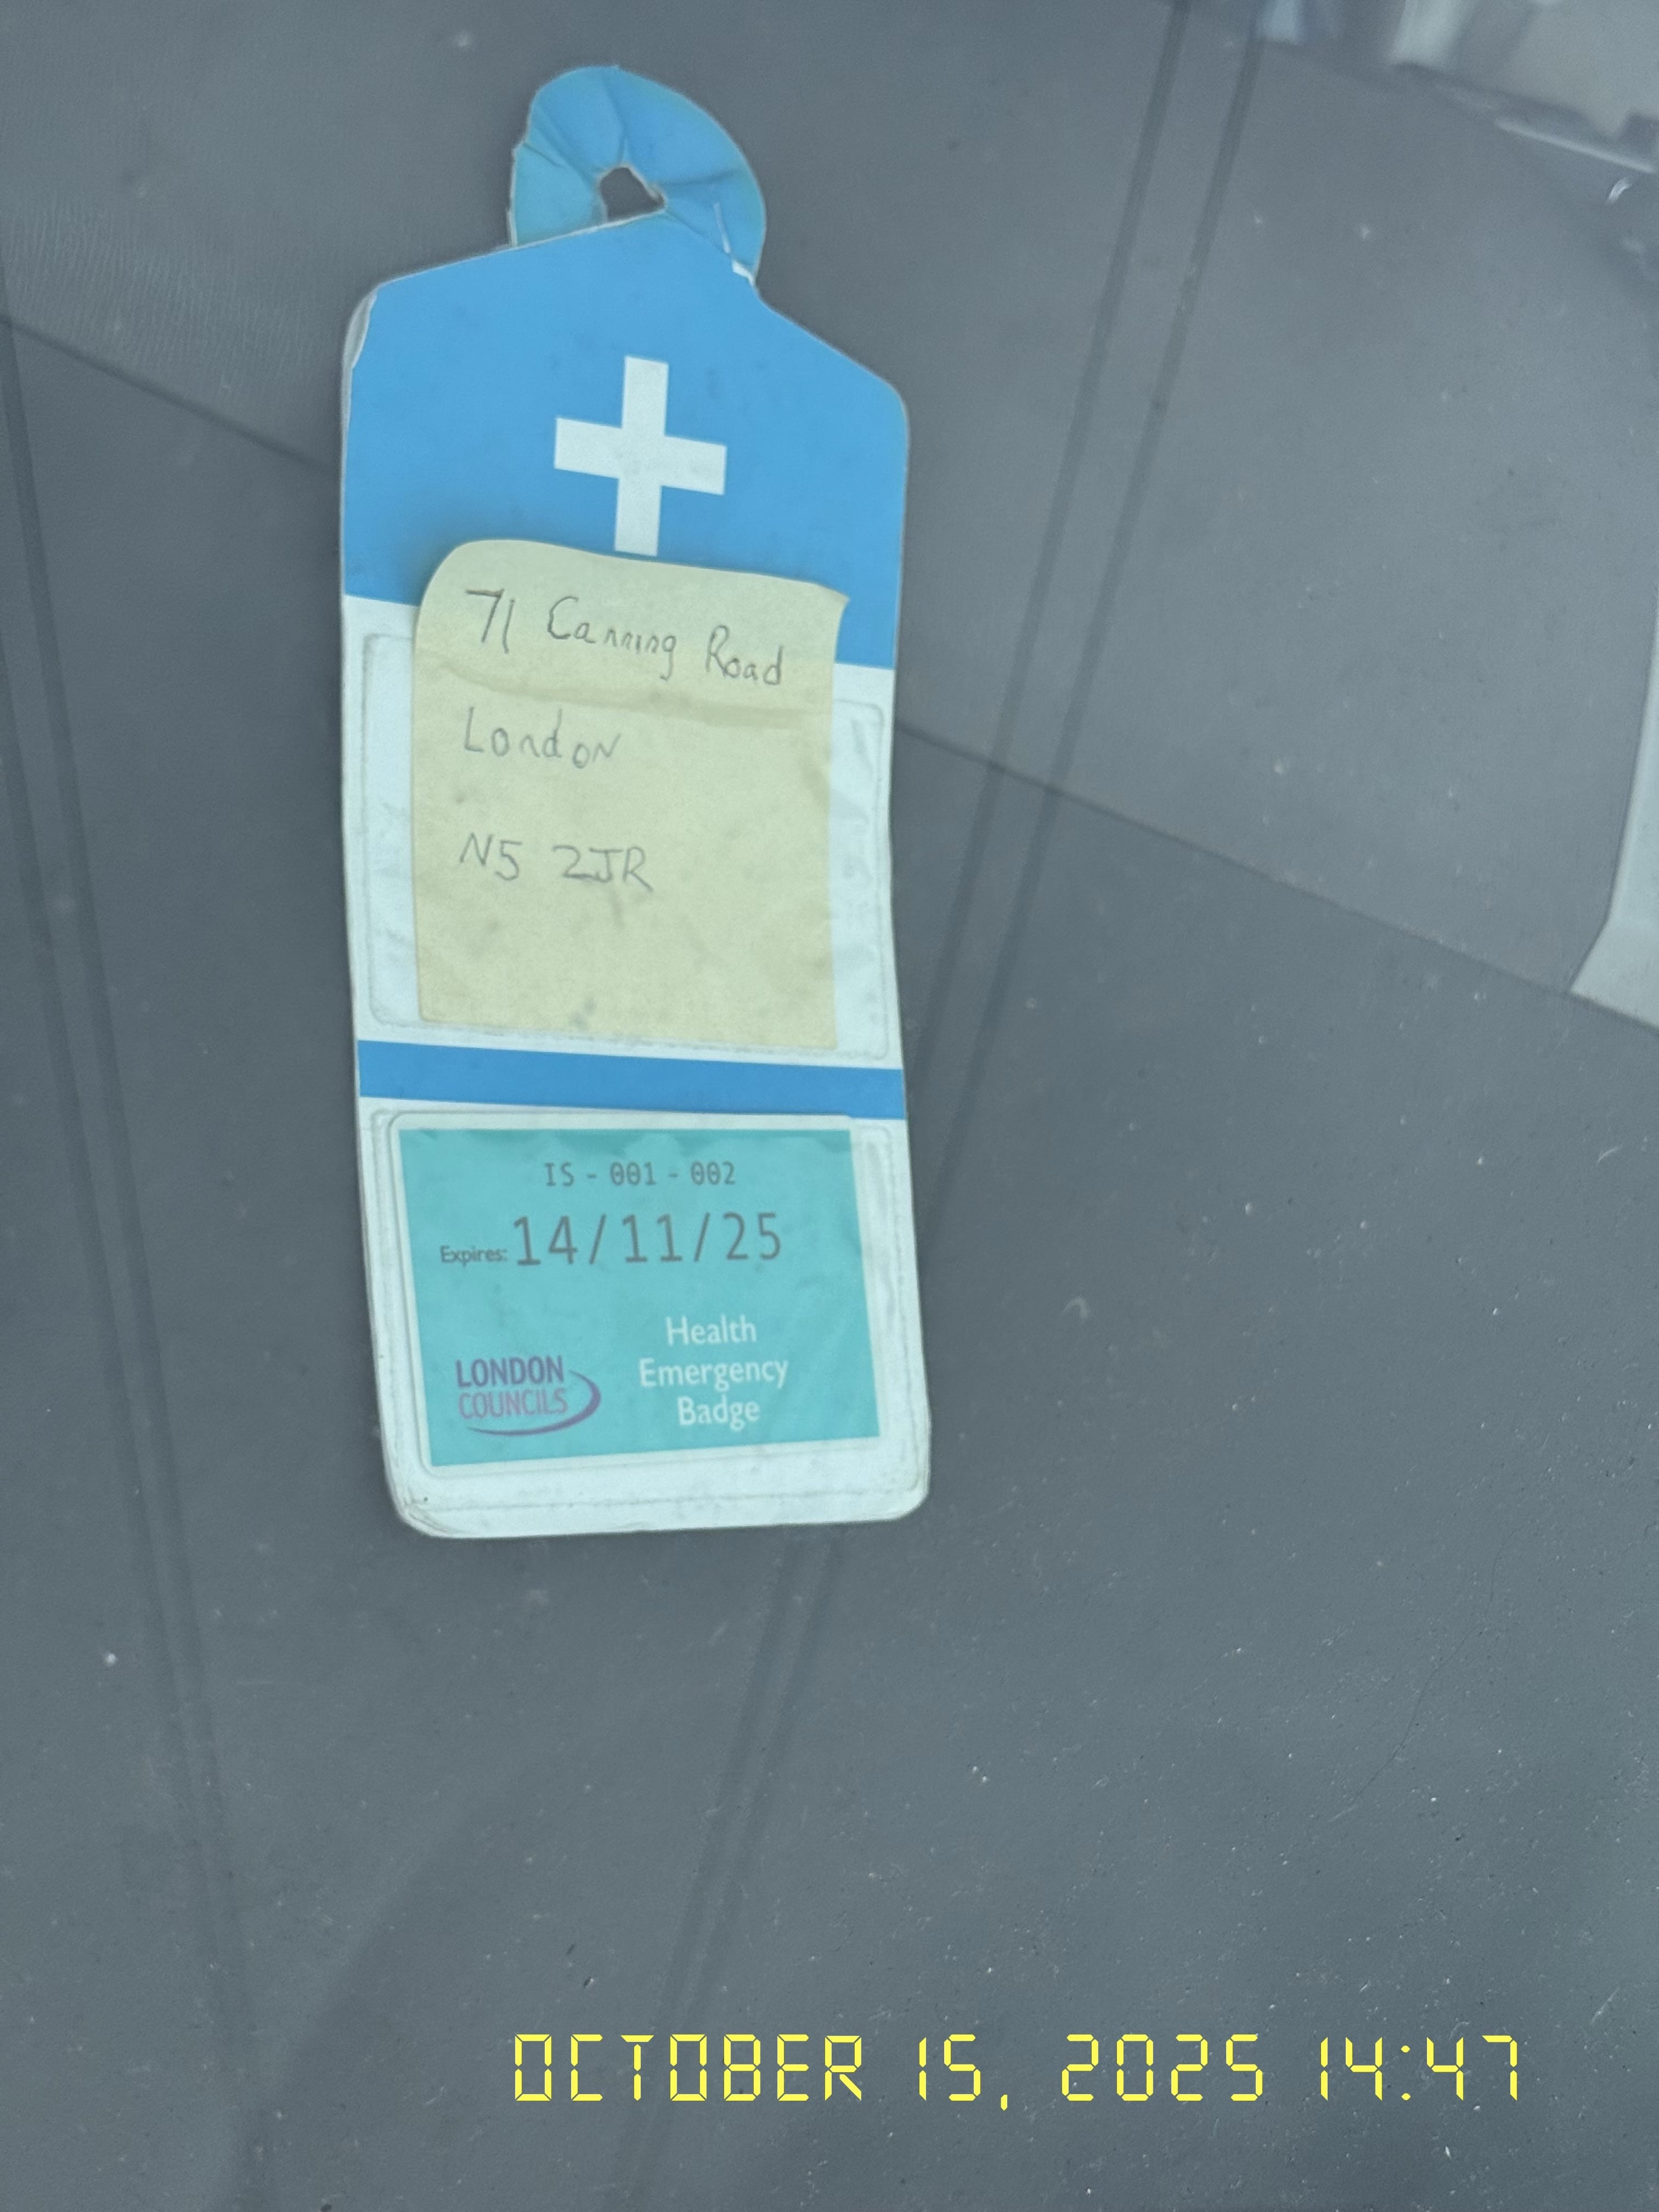 71 Canning Road
London
N5 2JR
IS - 001 - 002
Expires: 14/11/25
LONDON
COUNCILS
Health
Emergency
Badge
OCTOBER 15, 2025 14:47